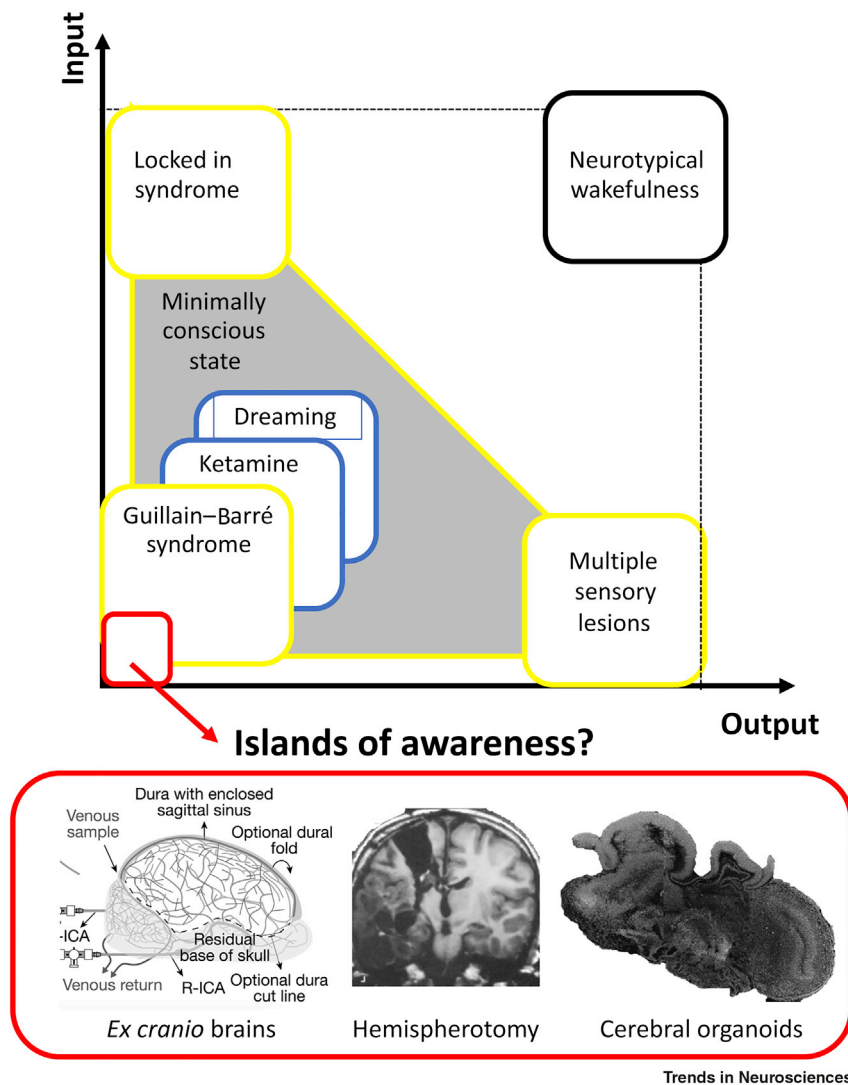 Input
Locked in
syndrome
Neurotypical
wakefulness
Minimally
conscious
state
Dreaming
Ketamine
Guillain–Barré
syndrome
Multiple
sensory
lesions
Output
Islands of awareness?
Dura with enclosed
sagittal sinus
Venous
sample
Optional dural
fold
-ICA
Residual
base of skull
Venous return
R-ICA
Optional dura
cut line
J
Ex cranio brains
Hemispherotomy
Cerebral organoids
Trends in Neurosciences